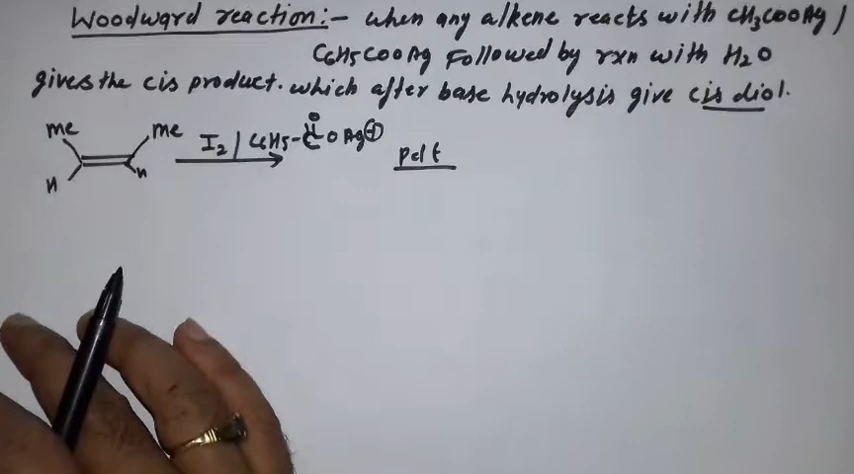 Woodward reaction:- when any alkene reacts with CH3COOAg/
C6H5COOAg followed by rxn with H2O
gives the cis product. which after base hydrolysis give cis diol.
me me I2 / C6H5-C O Ag⊕ Pdt
O
H H